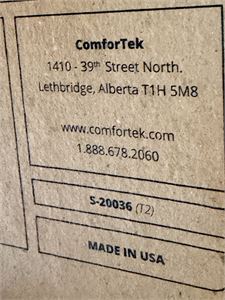 ComforTek
1410 - 39th Street North.
Lethbridge, Alberta T1H 5M8
www.comfortek.com
1.888.678.2060
S-20036 (T2)
MADE IN USA